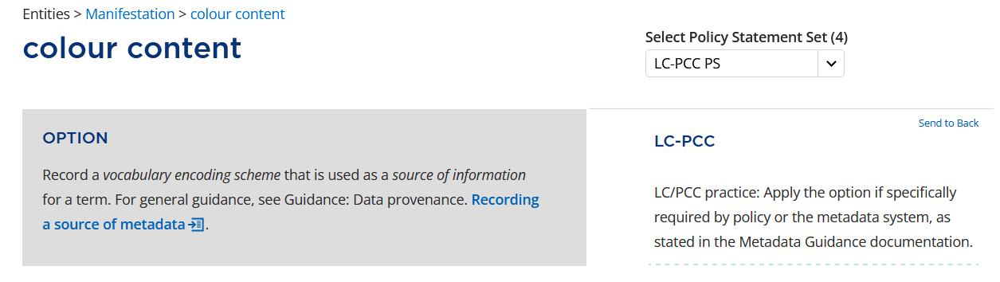 Entities > Manifestation > colour content
colour content
Select Policy Statement Set (4)
LC-PCC PS
OPTION
Record a vocabulary encoding scheme that is used as a source of information
for a term. For general guidance, see Guidance: Data provenance. Recording
a source of metadata.
Send to Back
LC-PCC
LC/PCC practice: Apply the option if specifically
required by policy or the metadata system, as
stated in the Metadata Guidance documentation.